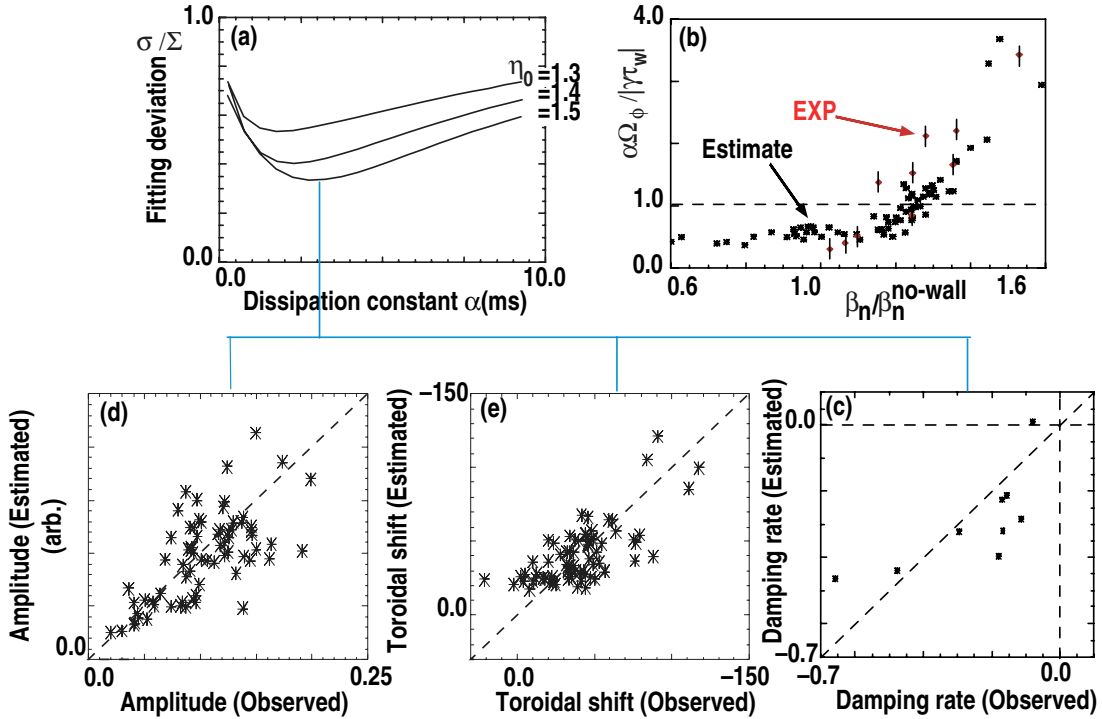 1.0
(a)
σ/Σ
η0 =1.3
=1.4
=1.5
Fitting deviation
0.0
0.0 10.0
Dissipation constant α(ms)
4.0
(b)
αΩϕ/|γτw|
EXP
Estimate
1.0
0.0
0.6 1.0 1.6
βn/βn no-wall
(d)
Amplitude (Estimated)
(arb.)
0.0
0.0 0.25
Amplitude (Observed)
−150
(e)
Toroidal shift (Estimated)
0.0
0.0 −150
Toroidal shift (Observed)
(c)
0.0
Damping rate (Estimated)
−0.7
−0.7 0.0
Damping rate (Observed)